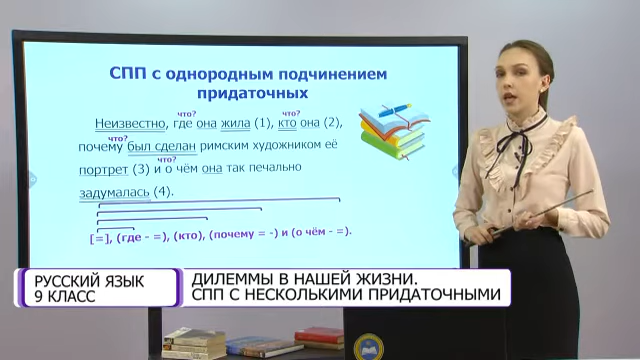 СПП с однородным подчинением
придаточных
что? что?
Неизвестно, где она жила (1), кто она (2),
что?
почему был сделан римским художником её
что?
портрет (3) и о чём она так печально
задумалась (4).
[=], (где - =), (кто), (почему = -) и (о чём - =).
РУССКИЙ ЯЗЫК
9 КЛАСС
ДИЛЕММЫ В НАШЕЙ ЖИЗНИ.
СПП С НЕСКОЛЬКИМИ ПРИДАТОЧНЫМИ